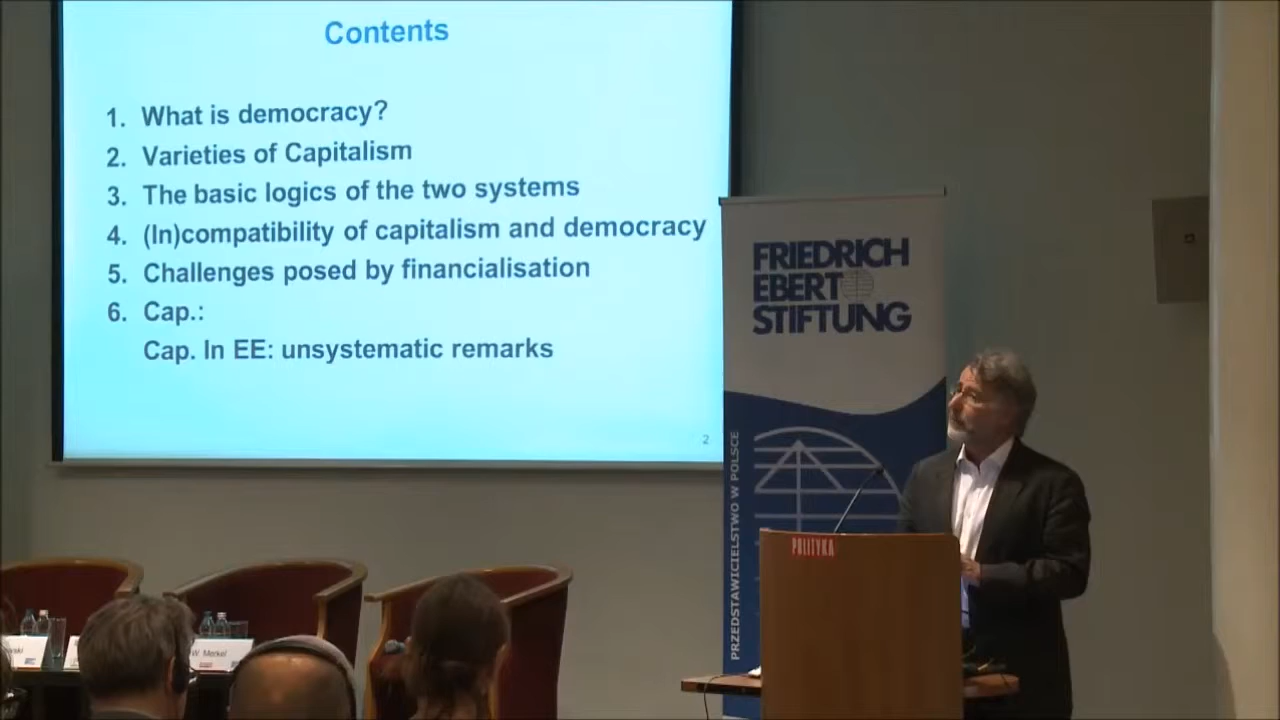 Contents
1. What is democracy?
2. Varieties of Capitalism
3. The basic logics of the two systems
4. (In)compatibility of capitalism and democracy
5. Challenges posed by financialisation
6. Cap.:
Cap. In EE: unsystematic remarks
2
FRIEDRICH
EBERT
STIFTUNG
PRZEDSTAWICIELSTWO W POLSCE
POLITYKA
W. Merkel